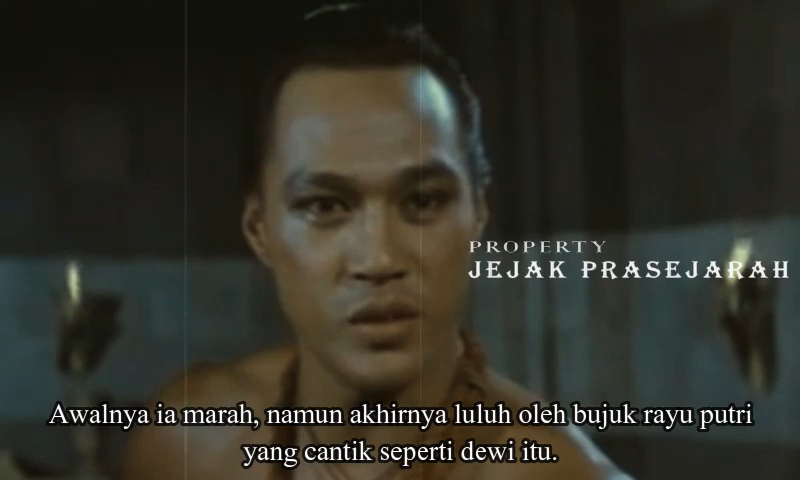 PROPERTY
JEJAK PRASEJARAH
Awalnya ia marah, namun akhirnya luluh oleh bujuk rayu putri
yang cantik seperti dewi itu.